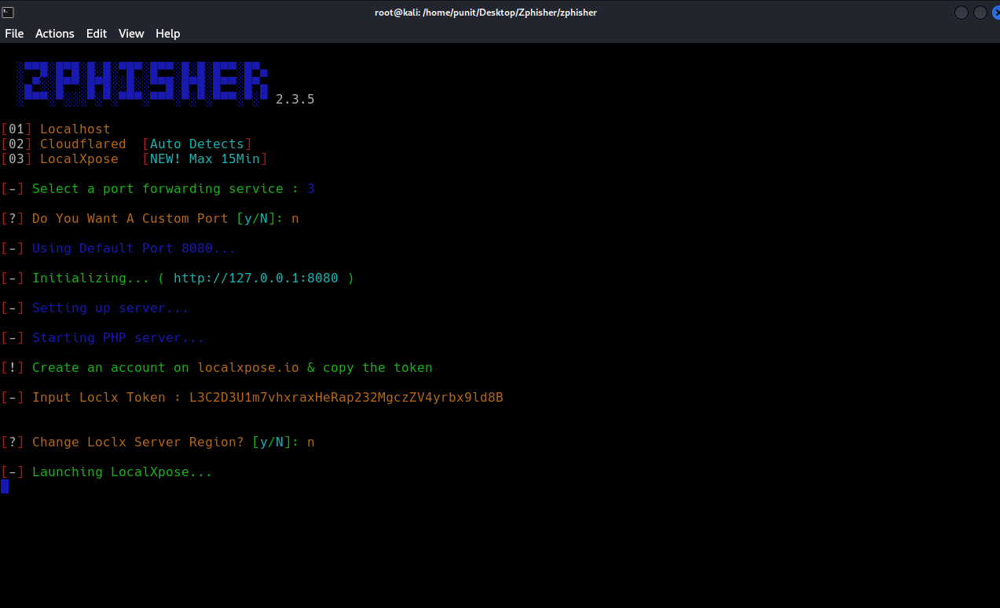 root@kali: /home/punit/Desktop/Zphisher/zphisher
File Actions Edit View Help
ZPHISHER 2.3.5
[01] Localhost
[02] Cloudflared [Auto Detects]
[03] LocalXpose [NEW! Max 15Min]
[-] Select a port forwarding service : 3
[?] Do You Want A Custom Port [y/N]: n
[-] Using Default Port 8080...
[-] Initializing... ( http://127.0.0.1:8080 )
[-] Setting up server...
[-] Starting PHP server...
[!] Create an account on localxpose.io & copy the token
[-] Input Loclx Token : L3C2D3U1m7vhxraxHeRap232MgczZV4yrbx9ld8B
[?] Change Loclx Server Region? [y/N]: n
[-] Launching LocalXpose...